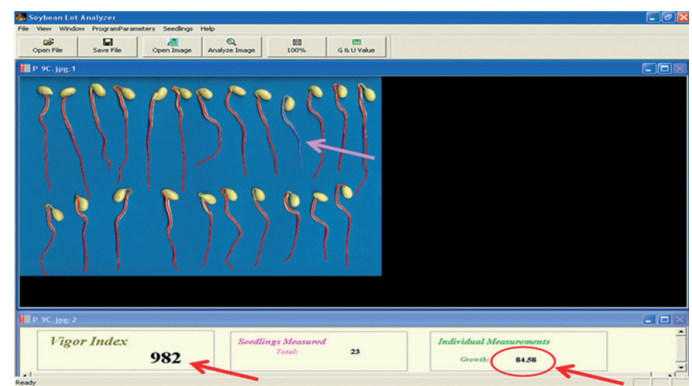 Soybean Lot Analyzer
File View Window ProgramParameters Seedlings Help
Open File Save File Open Image Analyze Image 100% G & U Value
P 9C.jpg:1
P 9C.jpg:2
Vigor Index
982
Seedlings Measured
Total: 23
Individual Measurements
Growth: 84.58
Ready